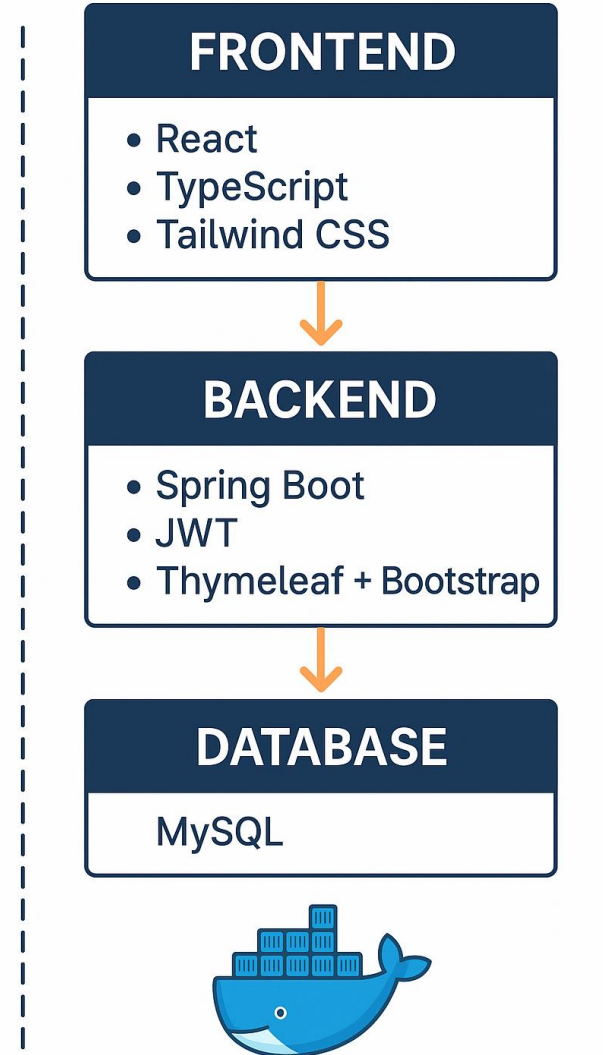 FRONTEND
• React
• TypeScript
• Tailwind CSS
BACKEND
• Spring Boot
• JWT
• Thymeleaf + Bootstrap
DATABASE
MySQL